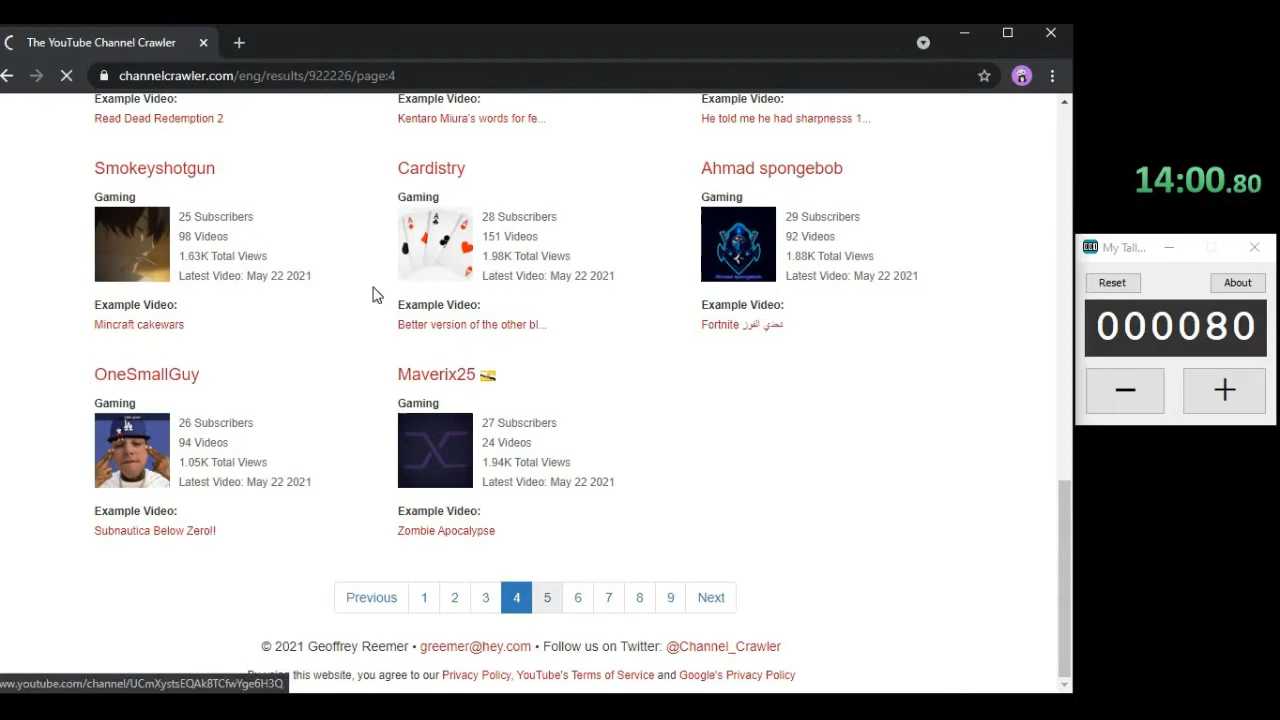 The YouTube Channel Crawler
channelcrawler.com/eng/results/922226/page:4
Example Video: Example Video: Example Video:
Read Dead Redemption 2 Kentaro Miura's words for fe... He told me he had sharpnesss 1...
Smokeyshotgun Cardistry Ahmad spongebob
Gaming Gaming Gaming
25 Subscribers 28 Subscribers 29 Subscribers
98 Videos 151 Videos 92 Videos
1.63K Total Views 1.98K Total Views 1.88K Total Views
Latest Video: May 22 2021 Latest Video: May 22 2021 Latest Video: May 22 2021
Example Video: Example Video: Example Video:
Mincraft cakewars Better version of the other bl... Fortnite تحدي الفوز
OneSmallGuy Maverix25
Gaming Gaming
26 Subscribers 27 Subscribers
94 Videos 24 Videos
1.05K Total Views 1.94K Total Views
Latest Video: May 22 2021 Latest Video: May 22 2021
Example Video: Example Video:
Subnautica Below Zero!! Zombie Apocalypse
Previous 1 2 3 4 5 6 7 8 9 Next
© 2021 Geoffrey Reemer • greemer@hey.com • Follow us on Twitter: @Channel_Crawler
this website, you agree to our Privacy Policy, YouTube's Terms of Service and Google's Privacy Policy
14:00.80
My Tall...
Reset About
000080
− +